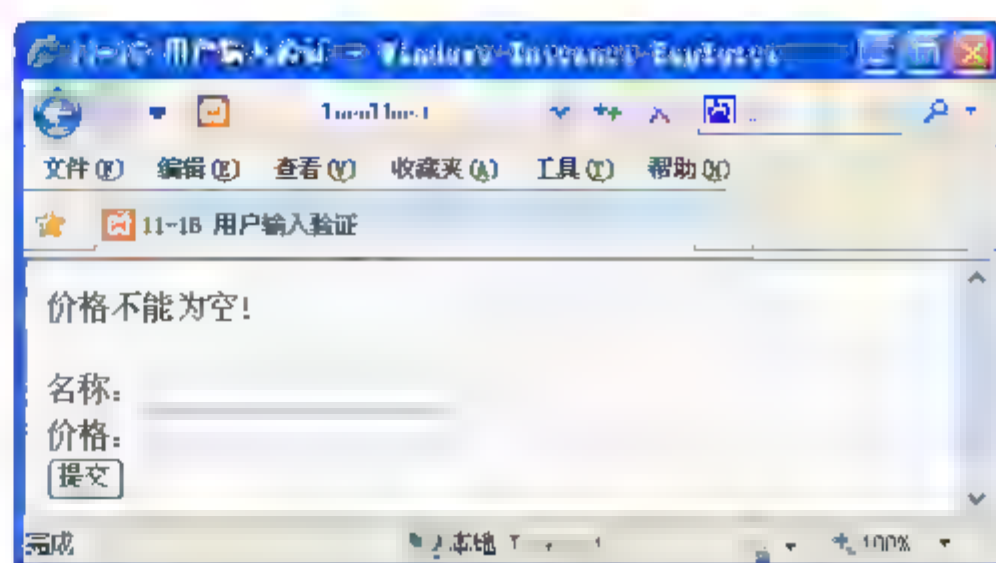 文件(F) 编辑(E) 查看(V) 收藏夹(A) 工具(T) 帮助(H)
11-18 用户输入验证
价格不能为空!
名称:
价格:
提交
完成 100%